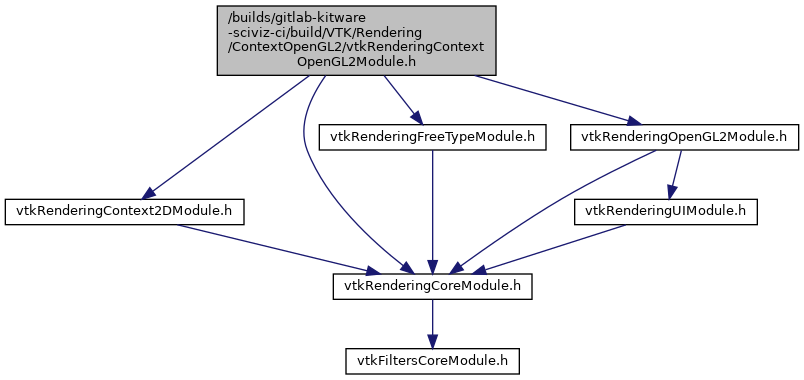 /builds/gitlab-kitware
-sciviz-ci/build/VTK/Rendering
/ContextOpenGL2/vtkRenderingContext
OpenGL2Module.h
vtkRenderingFreeTypeModule.h
vtkRenderingOpenGL2Module.h
vtkRenderingContext2DModule.h
vtkRenderingUIModule.h
vtkRenderingCoreModule.h
vtkFiltersCoreModule.h